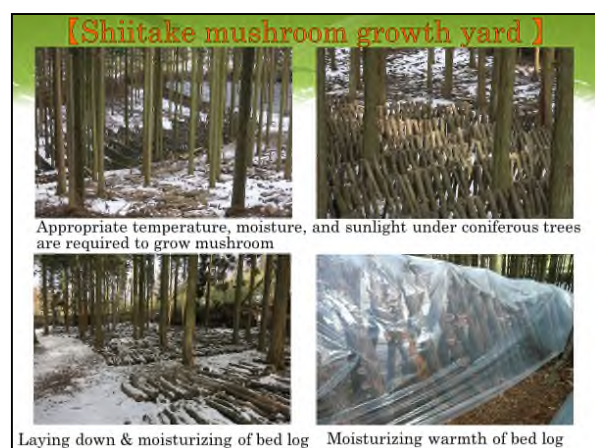 【Shiitake mushroom growth yard 】
Appropriate temperature, moisture, and sunlight under coniferous trees
are required to grow mushroom
Laying down & moisturizing of bed log
Moisturizing warmth of bed log